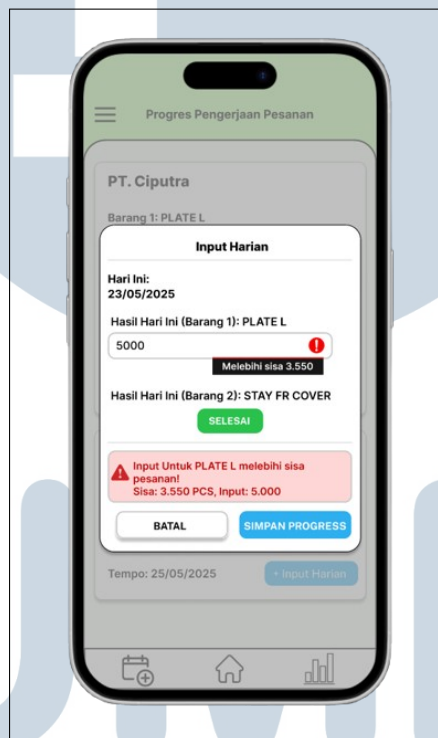 Progres Pengerjaan Pesanan
PT. Ciputra
Barang 1: PLATE L
Input Harian
Hari Ini:
23/05/2025
Hasil Hari Ini (Barang 1): PLATE L
5000
Melebihi sisa 3.550
Hasil Hari Ini (Barang 2): STAY FR COVER
SELESAI
Input Untuk PLATE L melebihi sisa
pesanan!
Sisa: 3.550 PCS, Input: 5.000
BATAL
SIMPAN PROGRESS
Tempo: 25/05/2025
+ Input Harian